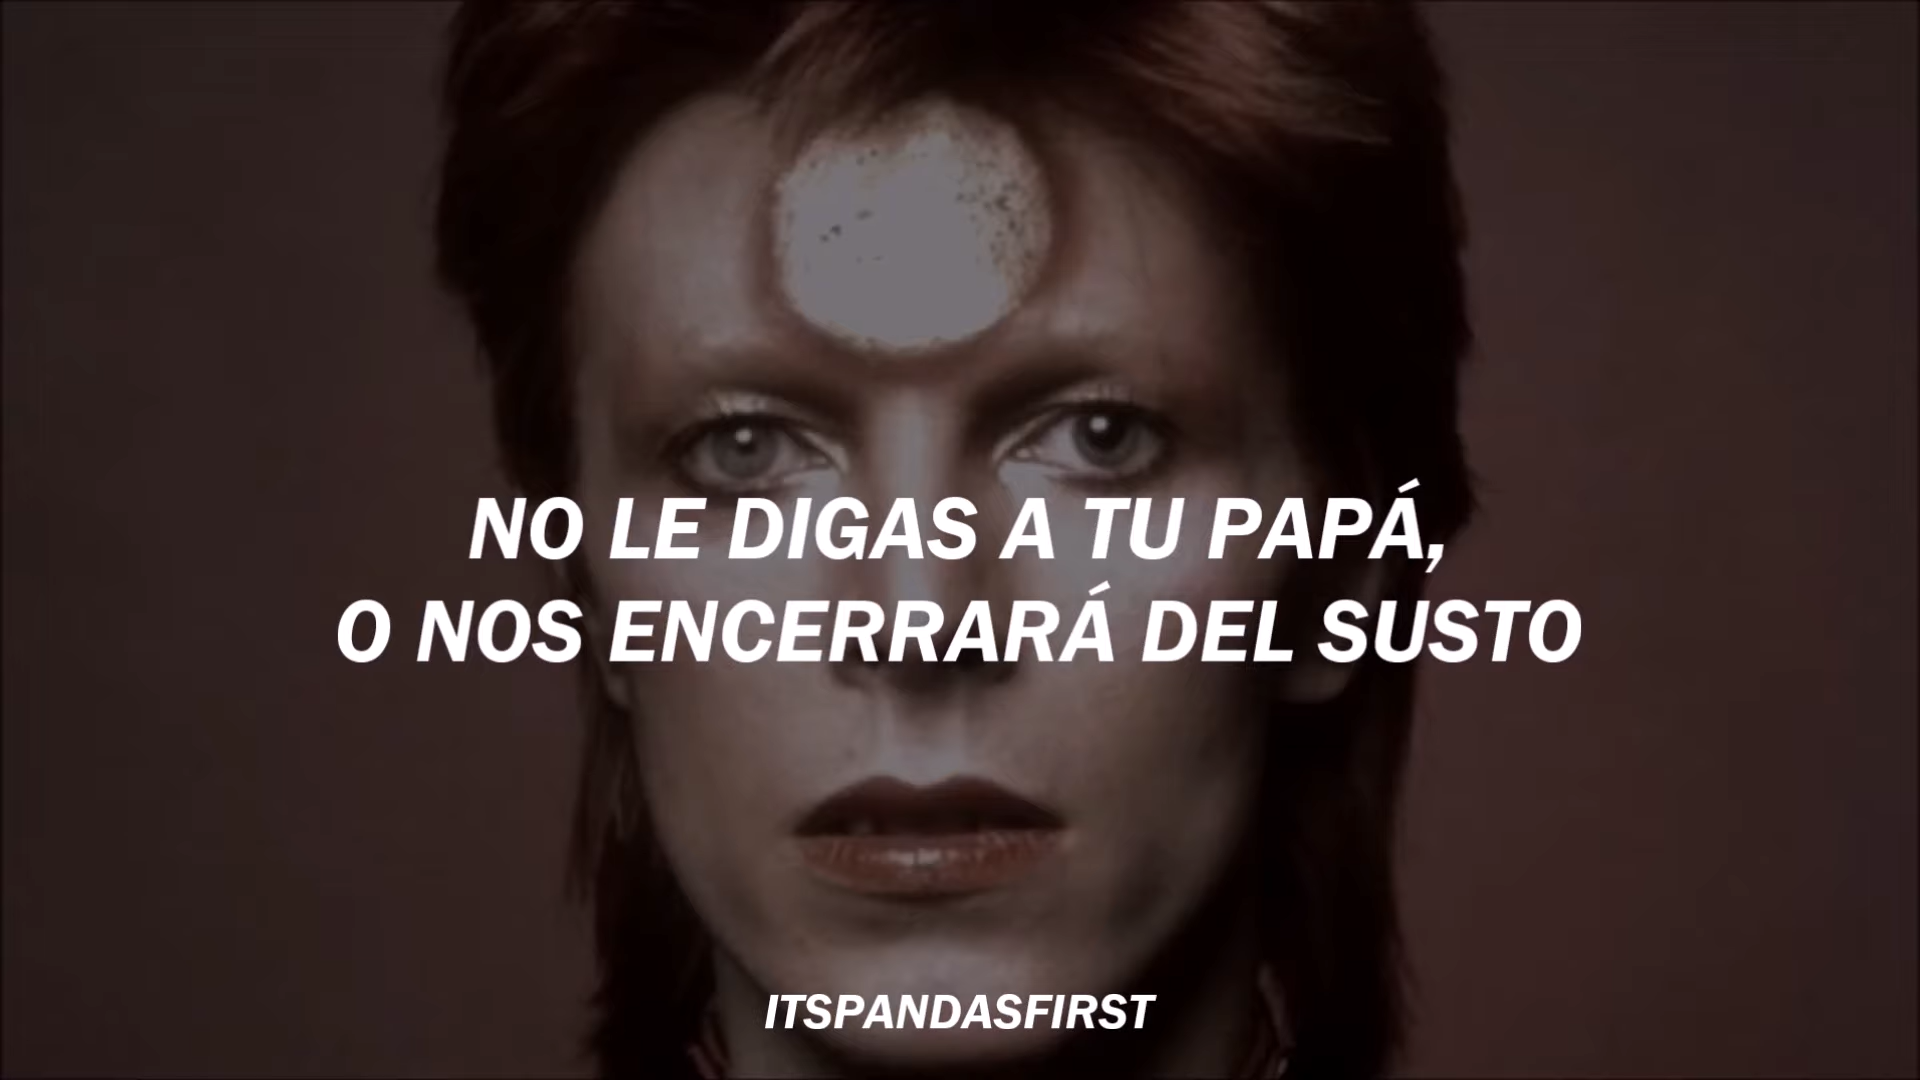 NO LE DIGAS A TU PAPÁ,
O NOS ENCERRARÁ DEL SUSTO
ITSPANDASFIRST